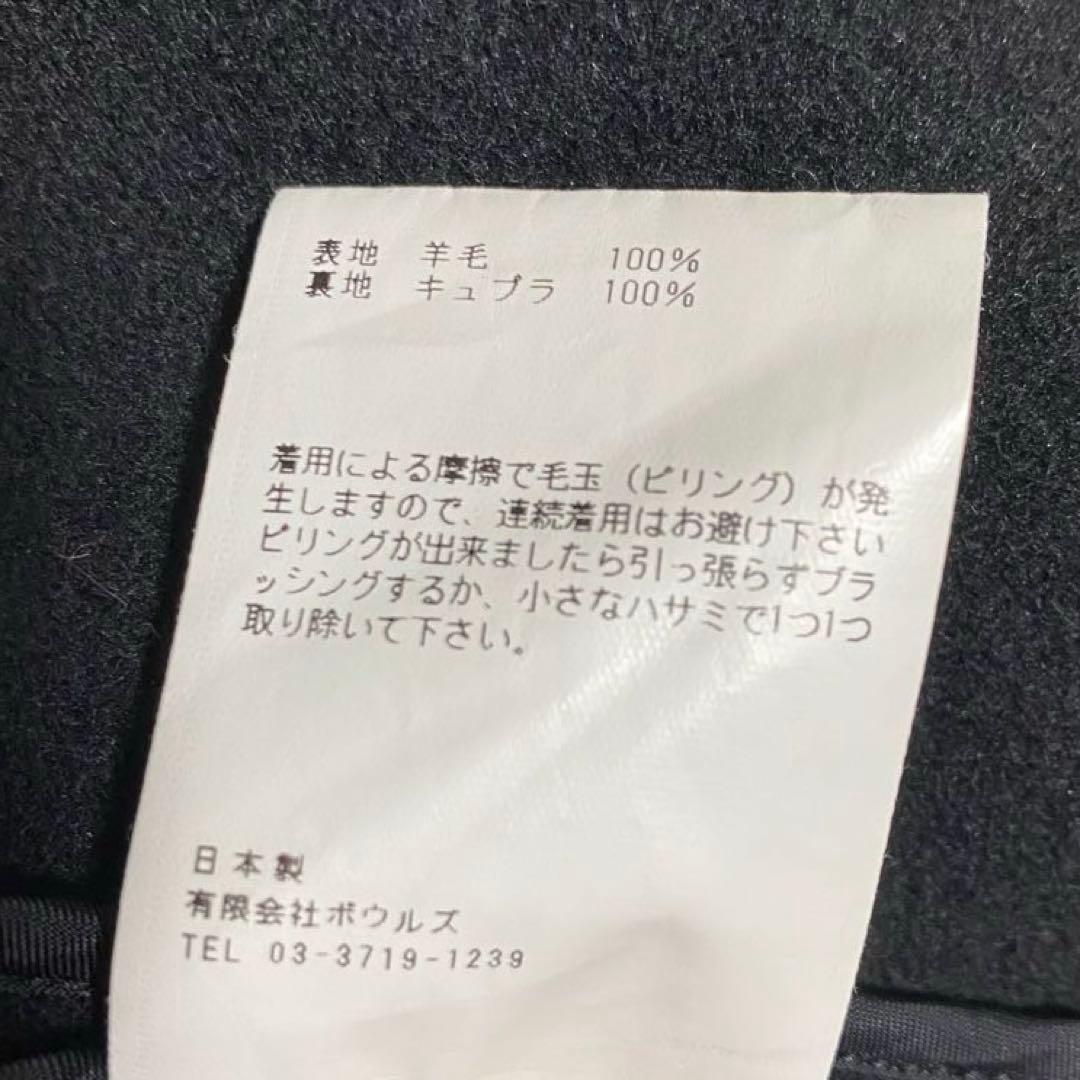 表地 羊毛 100%
裏地 キュプラ 100%
着用による摩擦で毛玉（ピリング）が発
生しますので、連続着用はお避け下さい
ピリングが出来ましたら引っ張らずブラ
ッシングするか、小さなハサミで1つ1つ
取り除いて下さい。
日本製
有限会社ボウルズ
TEL 03-3719-1239